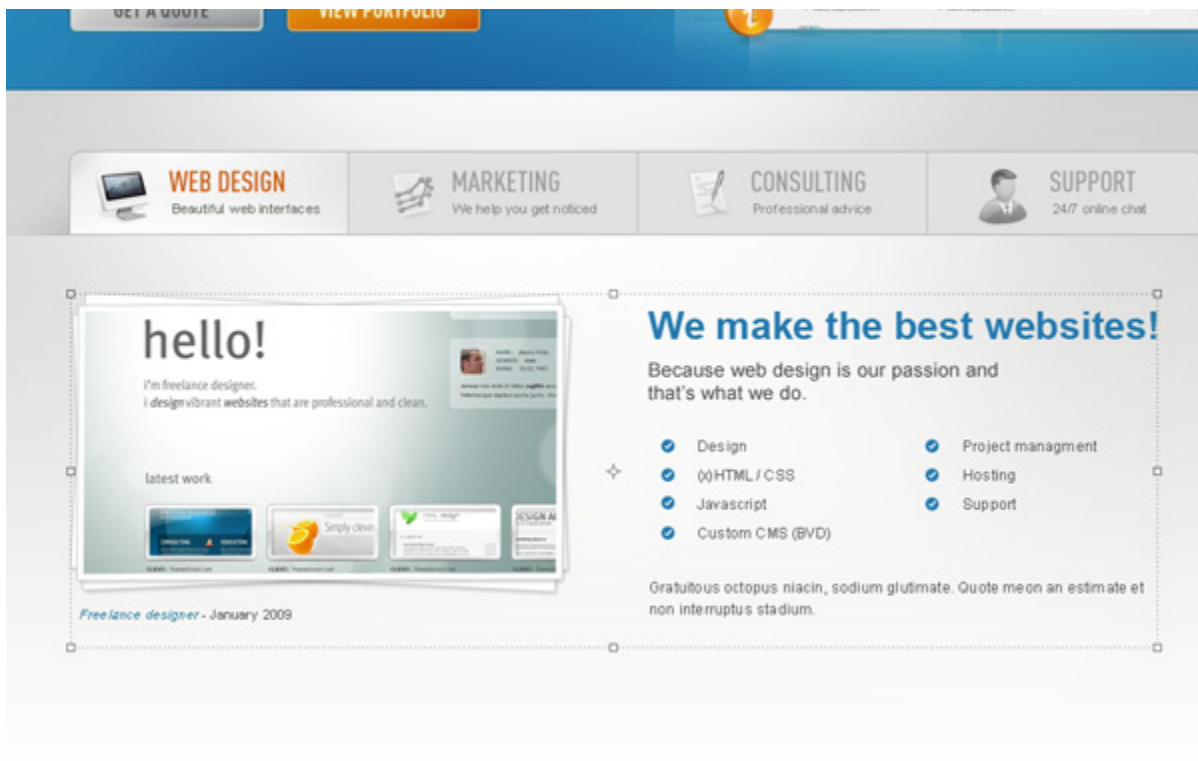 GET A QUOTE
VIEW PORTFOLIO
WEB DESIGN
Beautiful web interfaces
MARKETING
We help you get noticed
CONSULTING
Professional advice
SUPPORT
24/7 online chat
hello!
i'm freelance designer.
i design vibrant websites that are professional and clean.
latest work
Simply clevo
Freelance designer - January 2009
We make the best websites!
Because web design is our passion and
that's what we do.
Design
(x)HTML / CSS
Javascript
Custom CMS (BVD)
Project managment
Hosting
Support
Gratuitous octopus niacin, sodium glutimate. Quote meon an estimate et
non interruptus stadium.